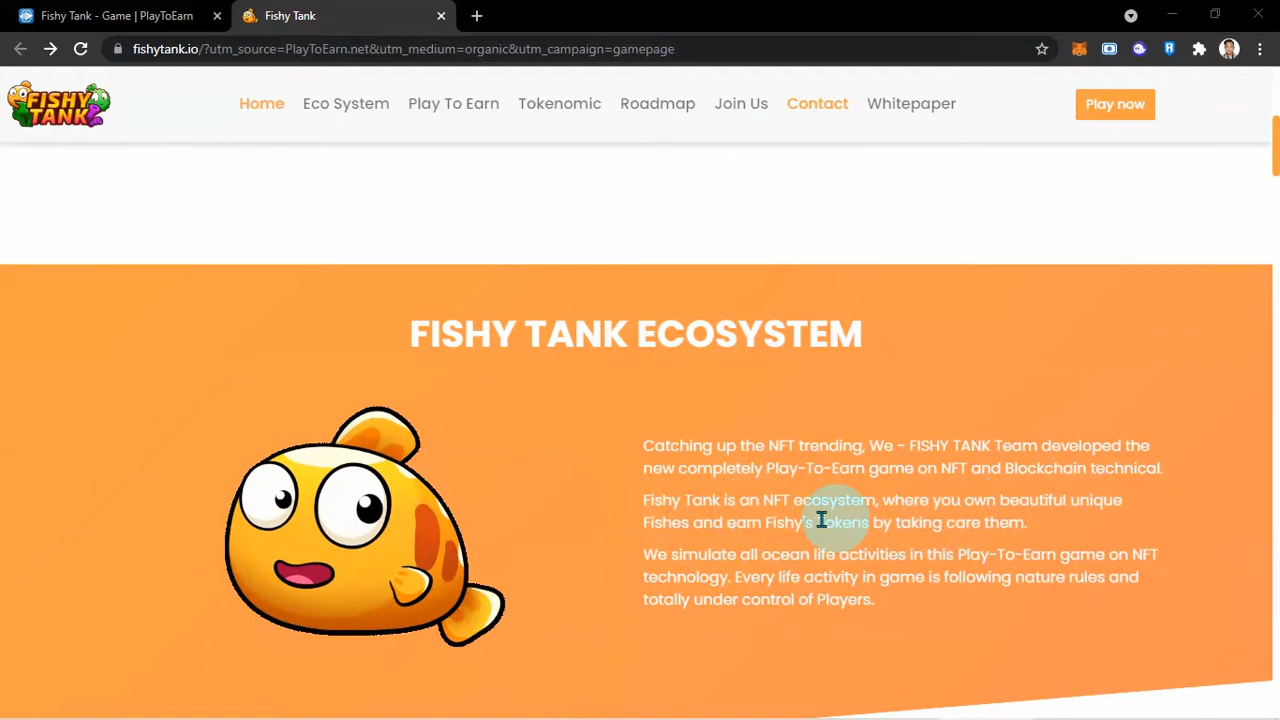 Fishy Tank - Game | PlayToEarn
Fishy Tank
fishytank.io/?utm_source=PlayToEarn.net&utm_medium=organic&utm_campaign=gamepage
FISHY
TANK
Home Eco System Play To Earn Tokenomic Roadmap Join Us Contact Whitepaper Play now
FISHY TANK ECOSYSTEM
Catching up the NFT trending, We - FISHY TANK Team developed the
new completely Play-To-Earn game on NFT and Blockchain technical.
Fishy Tank is an NFT ecosystem, where you own beautiful unique
Fishes and earn Fishy's Tokens by taking care them.
We simulate all ocean life activities in this Play-To-Earn game on NFT
technology. Every life activity in game is following nature rules and
totally under control of Players.